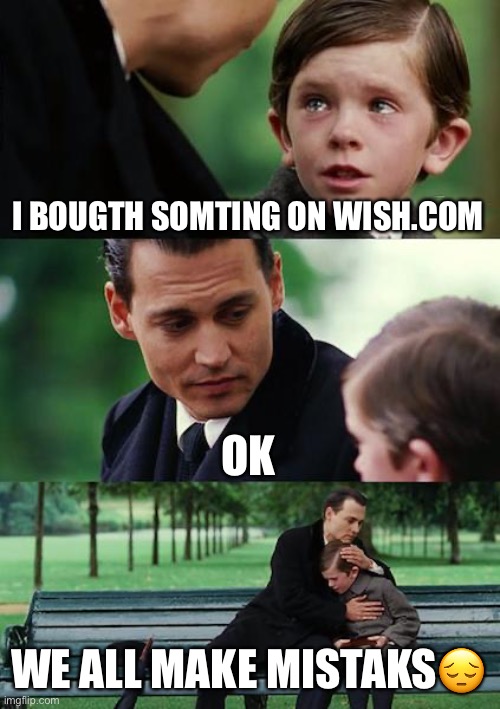 I BOUGTH SOMTING ON WISH.COM
OK
WE ALL MAKE MISTAKS😔
imgflip.com